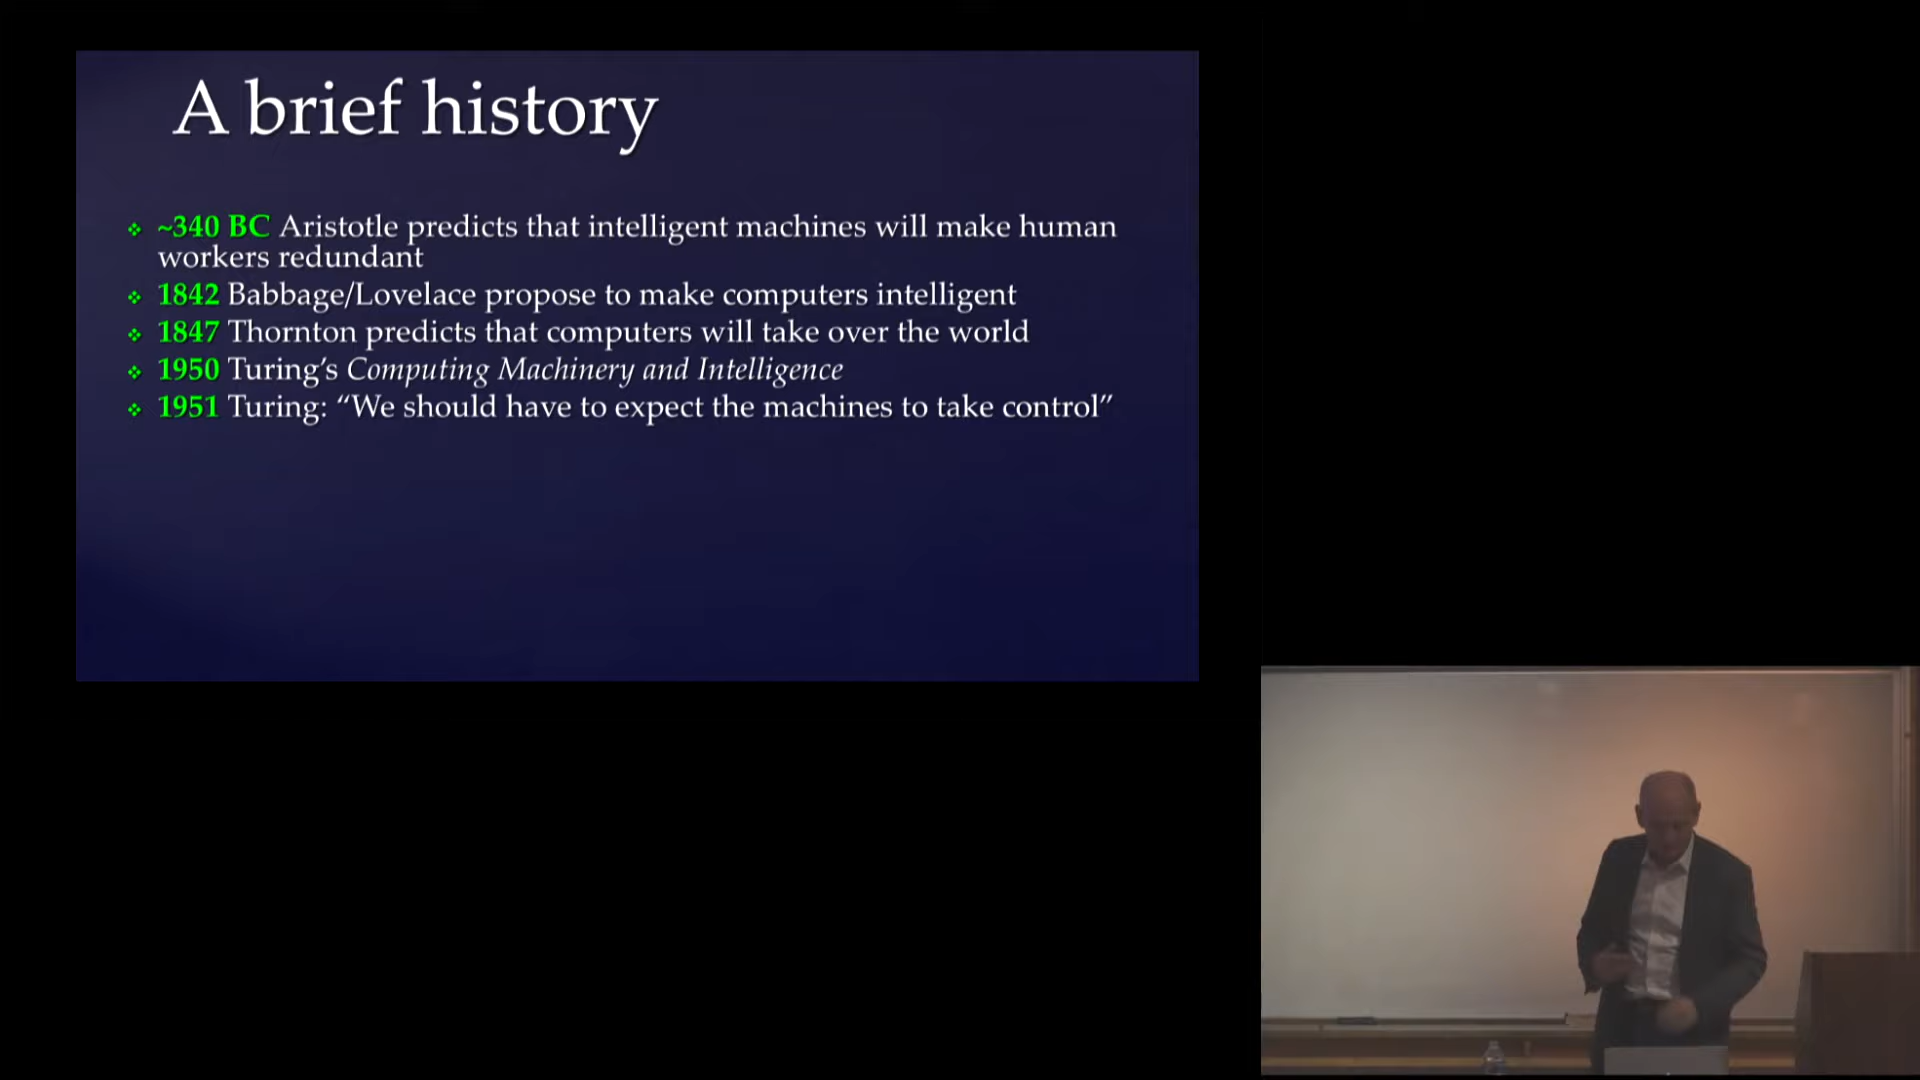 A brief history
~340 BC Aristotle predicts that intelligent machines will make human
workers redundant
1842 Babbage/Lovelace propose to make computers intelligent
1847 Thornton predicts that computers will take over the world
1950 Turing’s Computing Machinery and Intelligence
1951 Turing: “We should have to expect the machines to take control”